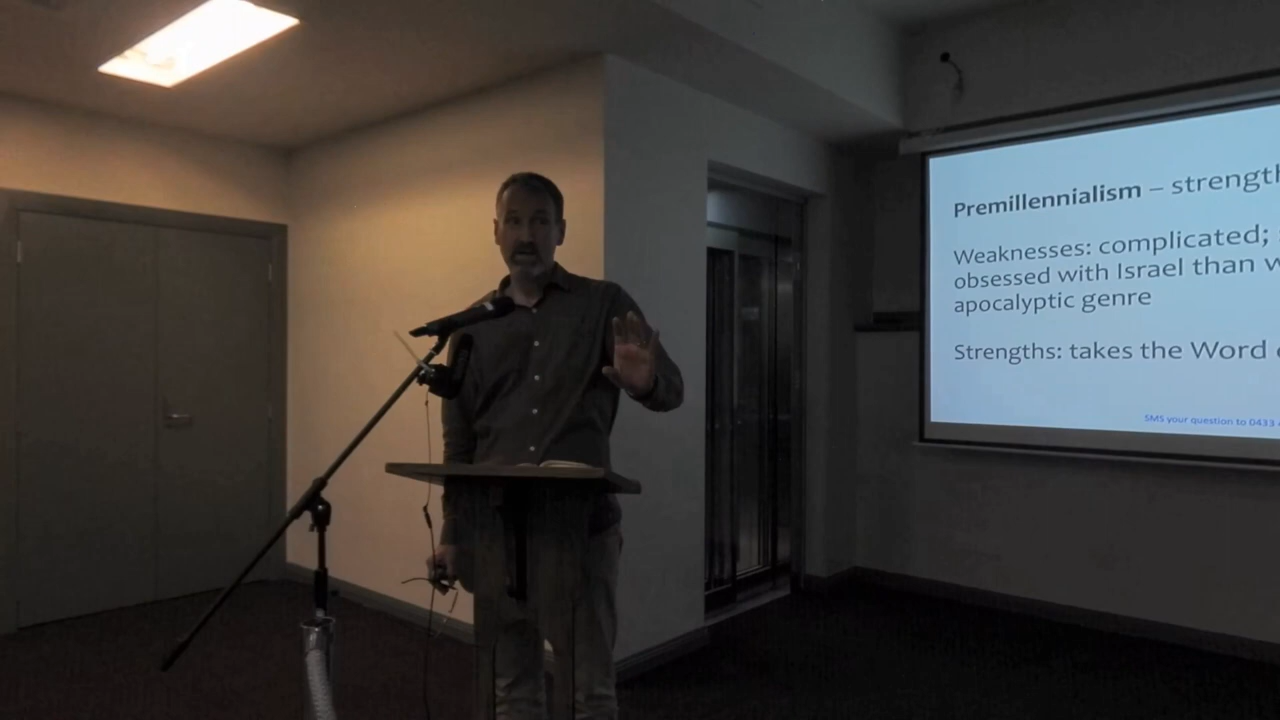 Premillennialism – strength
Weaknesses: complicated;
obsessed with Israel than w
apocalyptic genre
Strengths: takes the Word
SMS your question to 0433